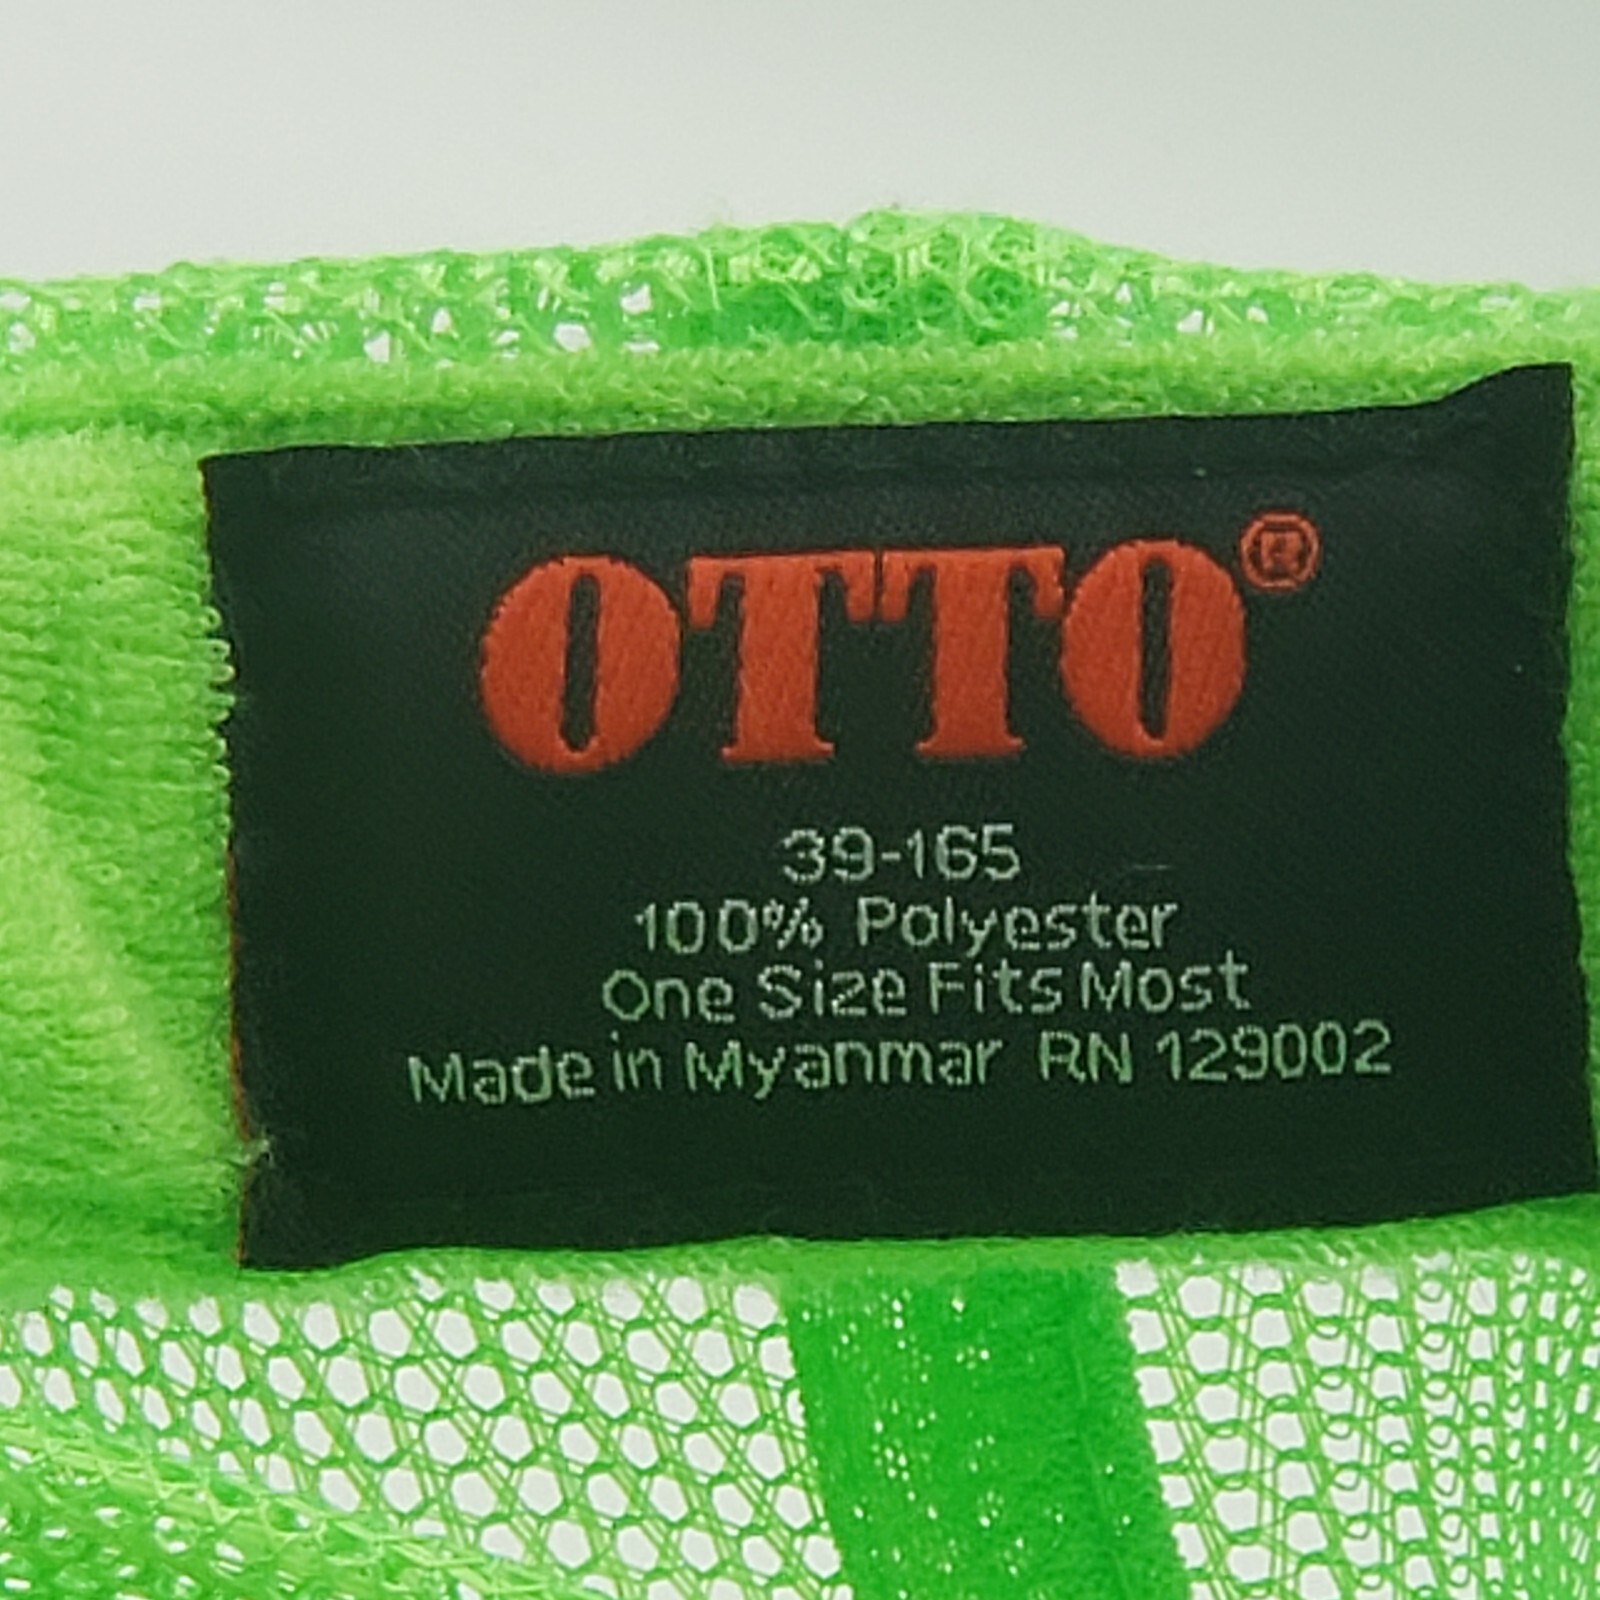 OTTO®
39-165
100% Polyester
One Size Fits Most
Made in Myanmar RN 129002